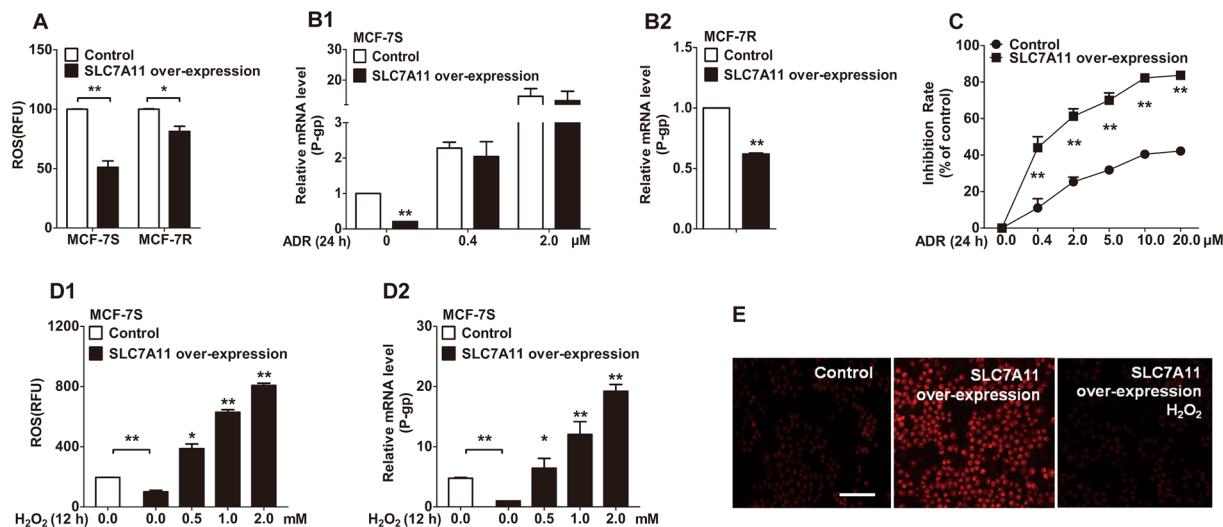 A
Control
SLC7A11 over-expression
ROS(RFU)
150
100
50
0
**
*
MCF-7S
MCF-7R
B1
MCF-7S
Control
SLC7A11 over-expression
Relative mRNA level
(P-gp)
30
20
10
3
2
1
0
**
ADR (24 h)
0
0.4
2.0
μM
B2
MCF-7R
Control
SLC7A11 over-expression
Relative mRNA level
(P-gp)
1.5
1.0
0.5
0.0
**
C
Control
SLC7A11 over-expression
Inhibition Rate
(% of control)
100
80
60
40
20
0
**
**
**
**
**
ADR (24 h)
0.0
0.4
2.0
5.0
10.0
20.0
μM
D1
MCF-7S
Control
SLC7A11 over-expression
ROS(RFU)
1200
800
400
0
**
*
**
**
H2O2 (12 h)
0.0
0.0
0.5
1.0
2.0
mM
D2
MCF-7S
Control
SLC7A11 over-expression
Relative mRNA level
(P-gp)
30
20
10
0
**
*
**
**
H2O2 (12 h)
0.0
0.0
0.5
1.0
2.0
mM
E
Control
SLC7A11
over-expression
SLC7A11
over-expression
H2O2